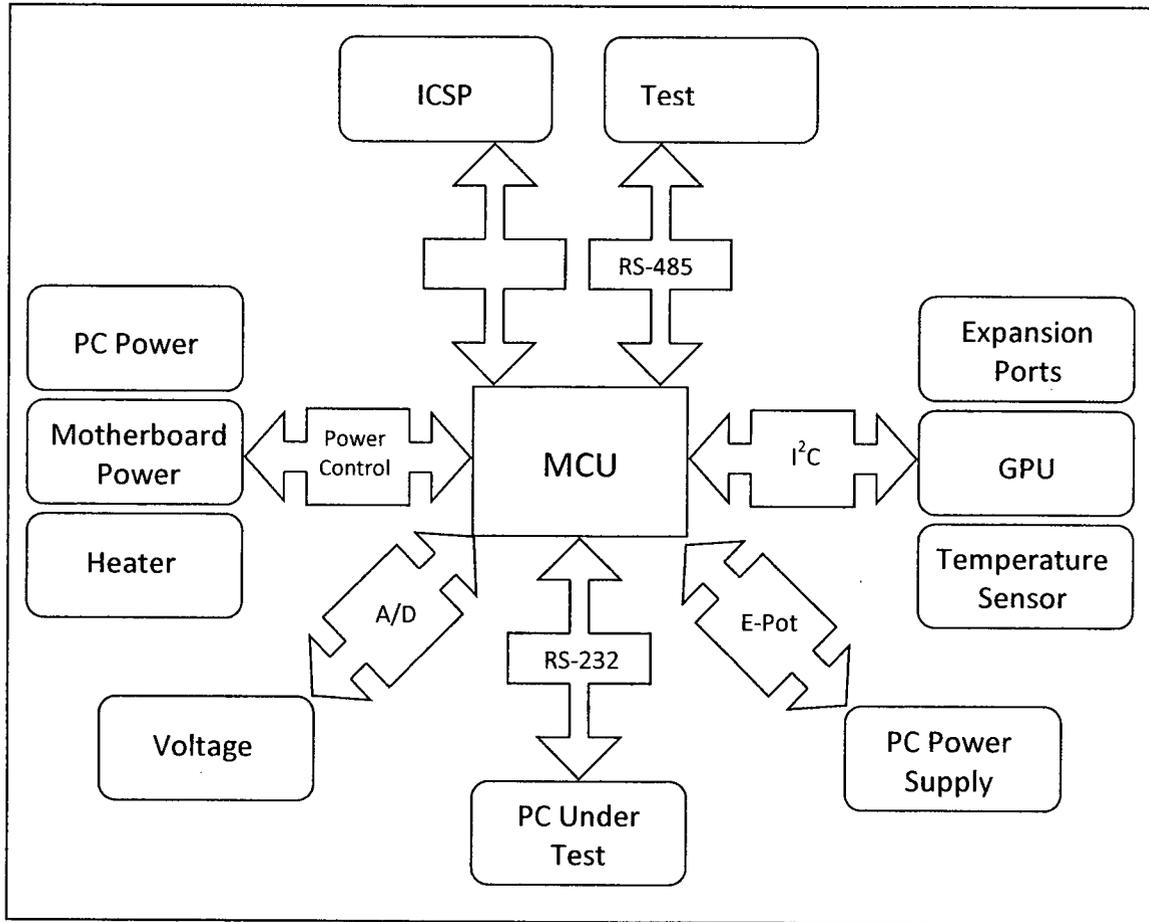 ICSP
Test
RS-485
PC Power
Motherboard
Power
Heater
Power
Control
MCU
I²C
Expansion
Ports
GPU
Temperature
Sensor
A/D
RS-232
E-Pot
Voltage
PC Under
Test
PC Power
Supply